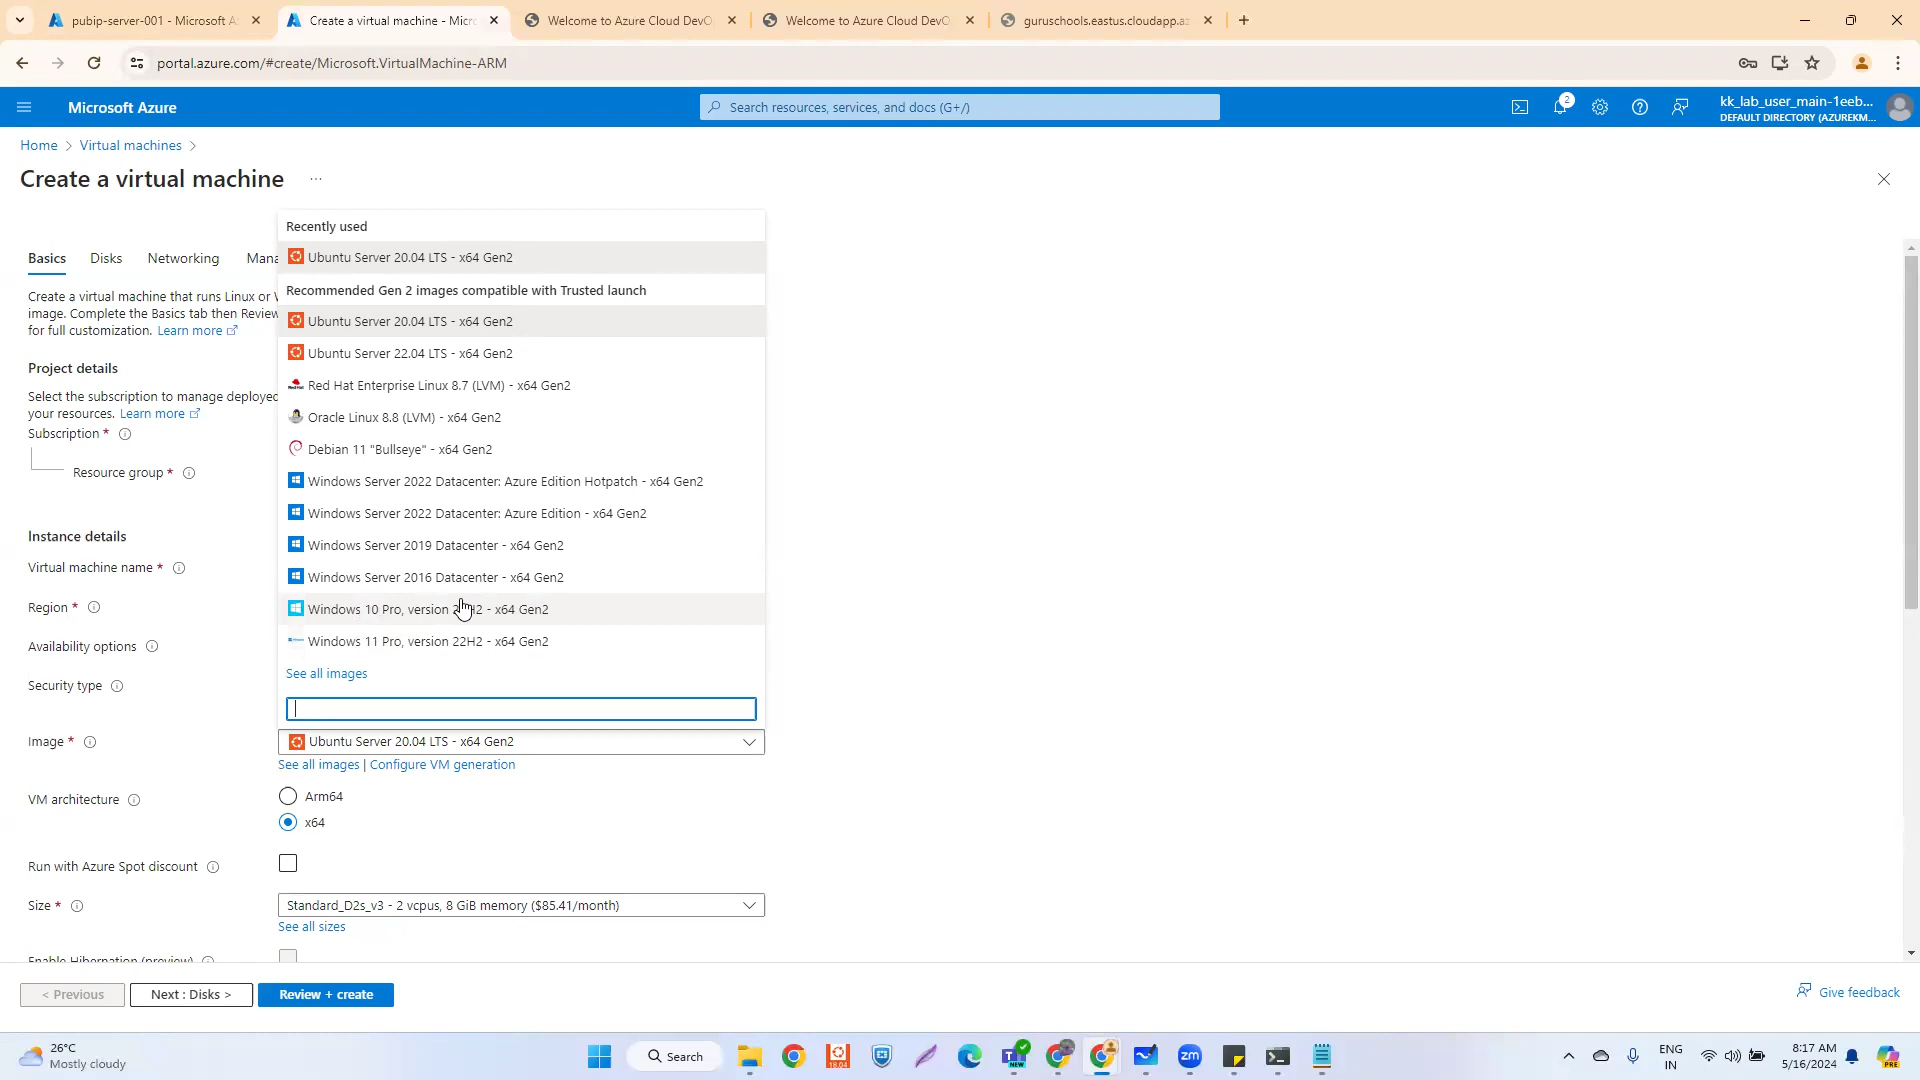 pubip-server-001 - Microsoft A
Create a virtual machine - Micro
Welcome to Azure Cloud DevO
Welcome to Azure Cloud DevO
guruschools.eastus.cloudapp.az
portal.azure.com/#create/Microsoft.VirtualMachine-ARM
Microsoft Azure
Search resources, services, and docs (G+/)
2
kk_lab_user_main-1eeb...
DEFAULT DIRECTORY (AZUREKM...
Home > Virtual machines >
Create a virtual machine ...
Basics Disks Networking Mana
Create a virtual machine that runs Linux or
image. Complete the Basics tab then Review
for full customization. Learn more
Project details
Select the subscription to manage deployed
your resources. Learn more
Subscription *
Resource group *
Instance details
Virtual machine name *
Region *
Availability options
Security type
Recently used
Ubuntu Server 20.04 LTS - x64 Gen2
Recommended Gen 2 images compatible with Trusted launch
Ubuntu Server 20.04 LTS - x64 Gen2
Ubuntu Server 22.04 LTS - x64 Gen2
Red Hat Enterprise Linux 8.7 (LVM) - x64 Gen2
Oracle Linux 8.8 (LVM) - x64 Gen2
Debian 11 "Bullseye" - x64 Gen2
Windows Server 2022 Datacenter: Azure Edition Hotpatch - x64 Gen2
Windows Server 2022 Datacenter: Azure Edition - x64 Gen2
Windows Server 2019 Datacenter - x64 Gen2
Windows Server 2016 Datacenter - x64 Gen2
Windows 10 Pro, version 22H2 - x64 Gen2
Windows 11 Pro, version 22H2 - x64 Gen2
See all images
Image *
Ubuntu Server 20.04 LTS - x64 Gen2
See all images | Configure VM generation
VM architecture
Arm64
x64
Run with Azure Spot discount
Size *
Standard_D2s_v3 - 2 vcpus, 8 GiB memory ($85.41/month)
See all sizes
Enable Hibernation (preview)
< Previous
Next : Disks >
Review + create
Give feedback
26°C
Mostly cloudy
Search
18.04
NEW
zm
ENG
IN
8:17 AM
5/16/2024
PRE